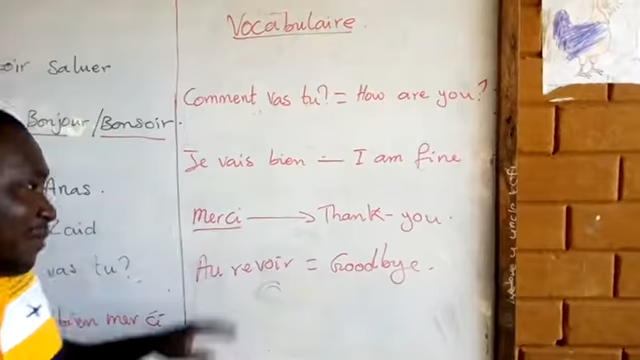 oir saluer
Bonjour/Bonsoir.
Anas.
Zaid
vas tu?
bien merci
Vocabulaire.
Comment vas tu? = How are you?
Je vais bien — I am fine
merci → Thank-you.
Au revoir = Goodbye.